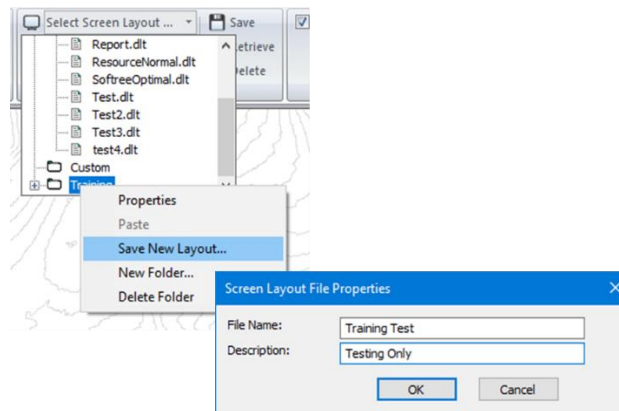 Select Screen Layout ... Save
Report.dlt etrieve
ResourceNormal.dlt
SoftreeOptimal.dlt elete
Test.dlt
Test2.dlt
Test3.dlt
test4.dlt
Custom
Training
Properties
Paste
Save New Layout...
New Folder...
Delete Folder
Screen Layout File Properties
File Name: Training Test
Description: Testing Only
OK Cancel